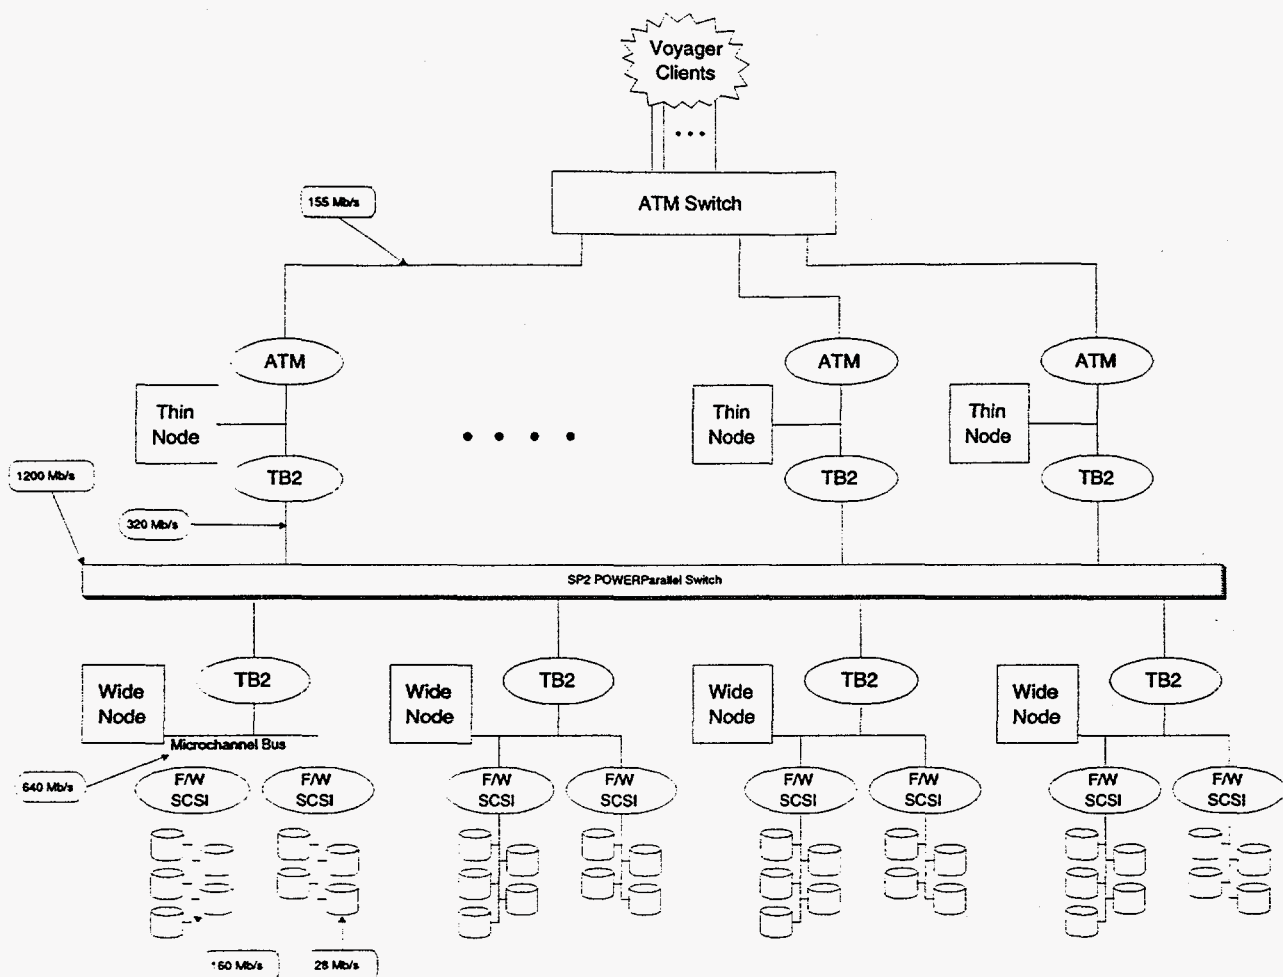 Voyager
Clients
ATM Switch
155 Mb/s
ATM
ATM
ATM
Thin
Node
Thin
Node
Thin
Node
TB2
TB2
TB2
1200 Mb/s
320 Mb/s
SP2 POWERParallel Switch
Wide
Node
TB2
Wide
Node
TB2
Wide
Node
TB2
Wide
Node
TB2
Microchannel Bus
640 Mb/s
F/W
SCSI
F/W
SCSI
F/W
SCSI
F/W
SCSI
F/W
SCSI
F/W
SCSI
F/W
SCSI
F/W
SCSI
160 Mb/s
28 Mb/s